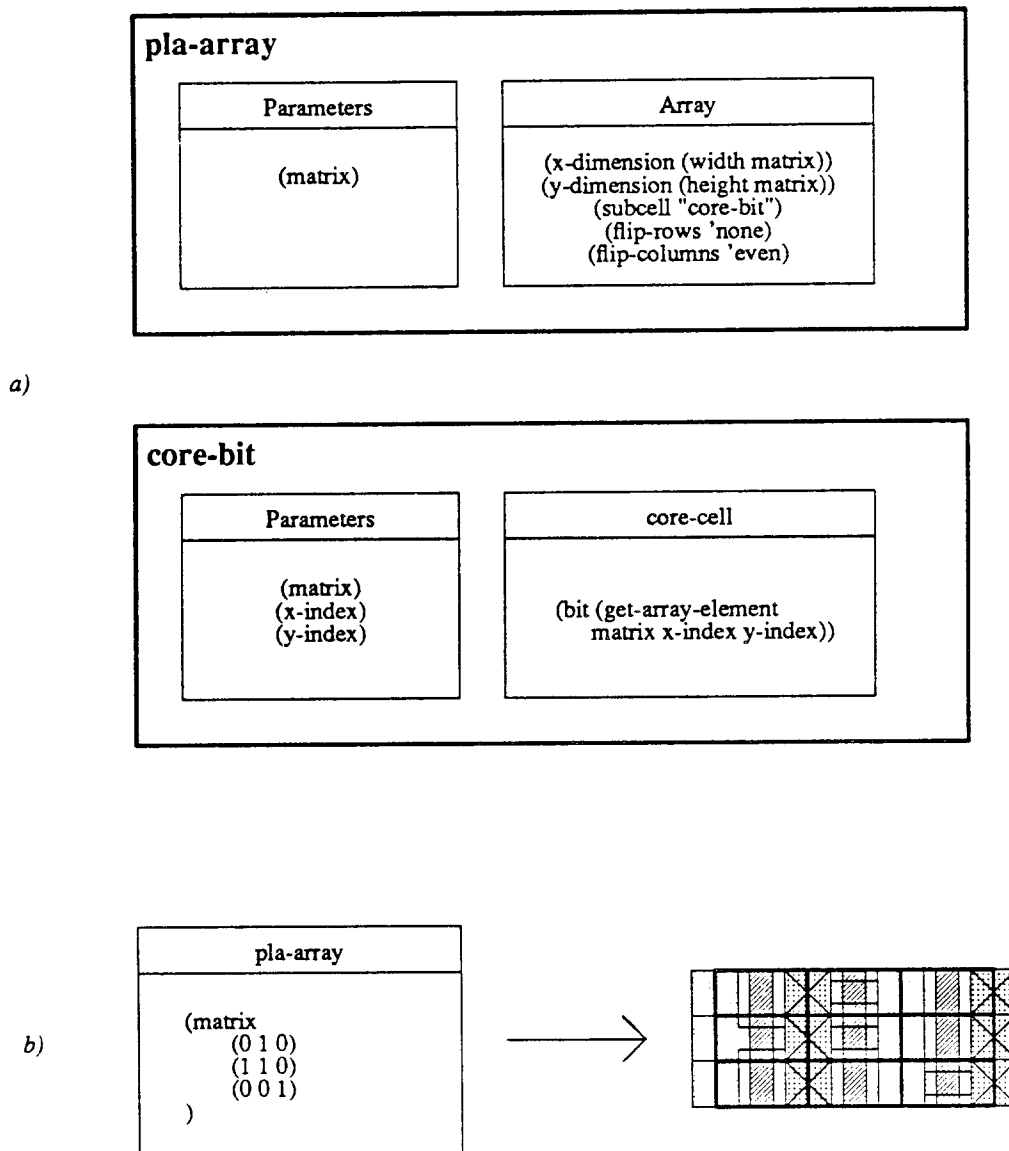 pla-array
Parameters
(matrix)
Array
(x-dimension (width matrix))
(y-dimension (height matrix))
(subcell "core-bit")
(flip-rows 'none)
(flip-columns 'even)
a)
core-bit
Parameters
(matrix)
(x-index)
(y-index)
core-cell
(bit (get-array-element
matrix x-index y-index))
b)
pla-array
(matrix
(0 1 0)
(1 1 0)
(0 0 1)
)